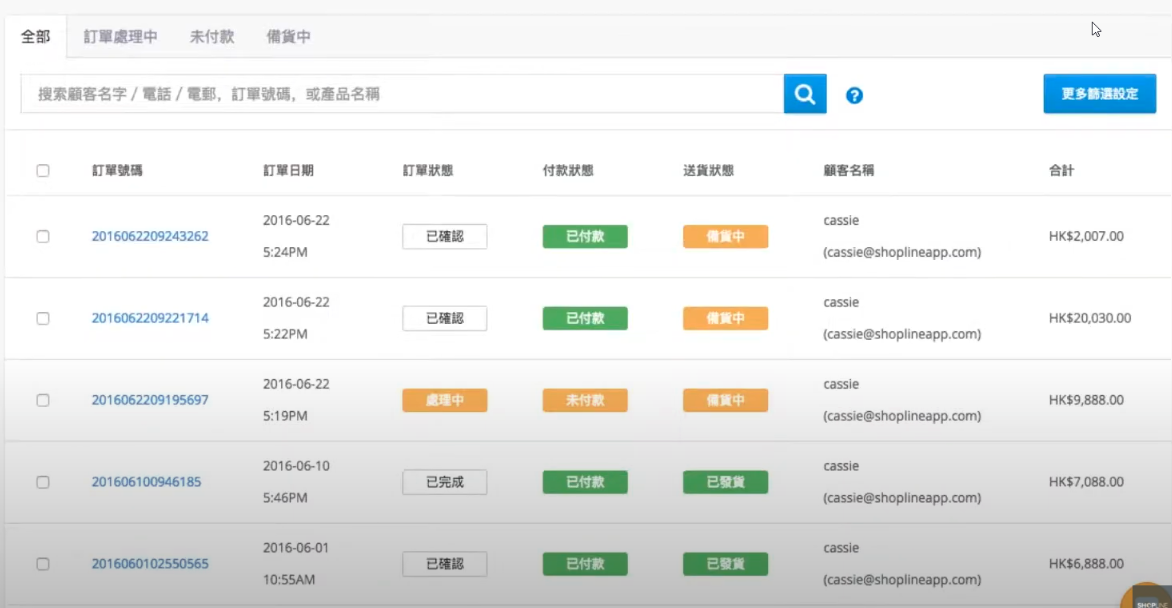 全部 訂單處理中 未付款 備貨中
搜索顧客名字 / 電話 / 電郵，訂單號碼，或產品名稱 ? 更多篩選設定
訂單號碼 訂單日期 訂單狀態 付款狀態 送貨狀態 顧客名稱 合計
2016062209243262 2016-06-22 5:24PM 已確認 已付款 備貨中 cassie (cassie@shoplineapp.com) HK$2,007.00
2016062209221714 2016-06-22 5:22PM 已確認 已付款 備貨中 cassie (cassie@shoplineapp.com) HK$20,030.00
2016062209195697 2016-06-22 5:19PM 處理中 未付款 備貨中 cassie (cassie@shoplineapp.com) HK$9,888.00
201606100946185 2016-06-10 5:46PM 已完成 已付款 已發貨 cassie (cassie@shoplineapp.com) HK$7,088.00
2016060102550565 2016-06-01 10:55AM 已確認 已付款 已發貨 cassie (cassie@shoplineapp.com) HK$6,888.00